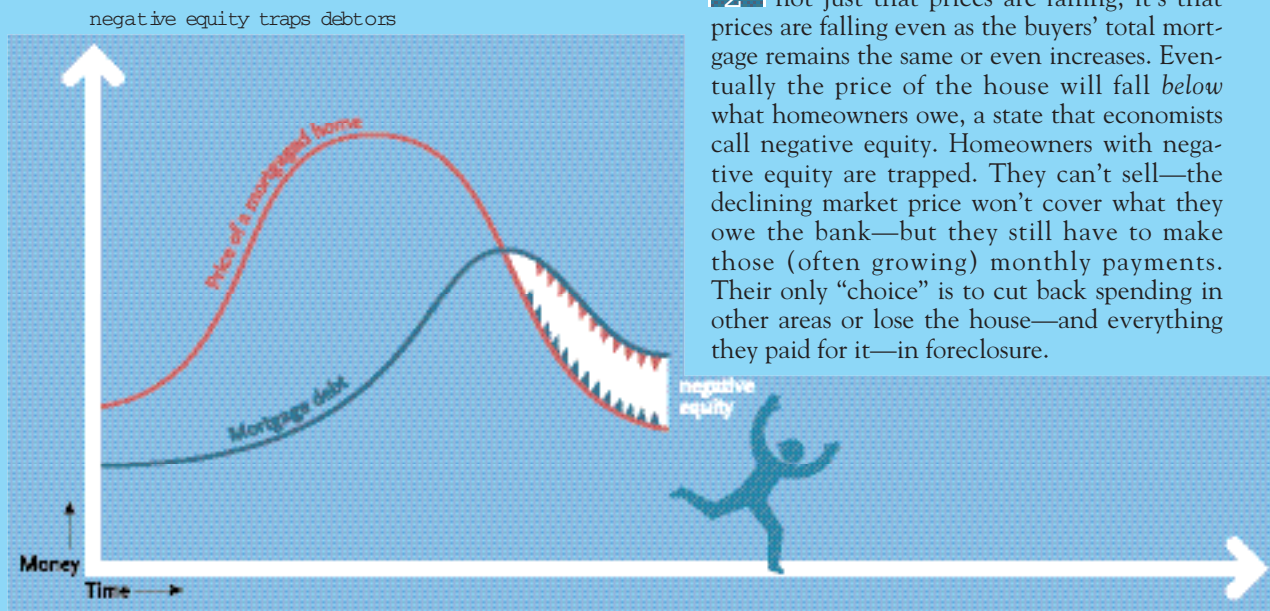 negative equity traps debtors
2 not just that prices are falling; it's that
prices are falling even as the buyers' total mort-
gage remains the same or even increases. Even-
tually the price of the house will fall below
what homeowners owe, a state that economists
call negative equity. Homeowners with nega-
tive equity are trapped. They can't sell—the
declining market price won't cover what they
owe the bank—but they still have to make
those (often growing) monthly payments.
Their only “choice” is to cut back spending in
other areas or lose the house—and everything
they paid for it—in foreclosure.
Price of a mortgaged home
Mortgage debt
negative
equity
Money
Time